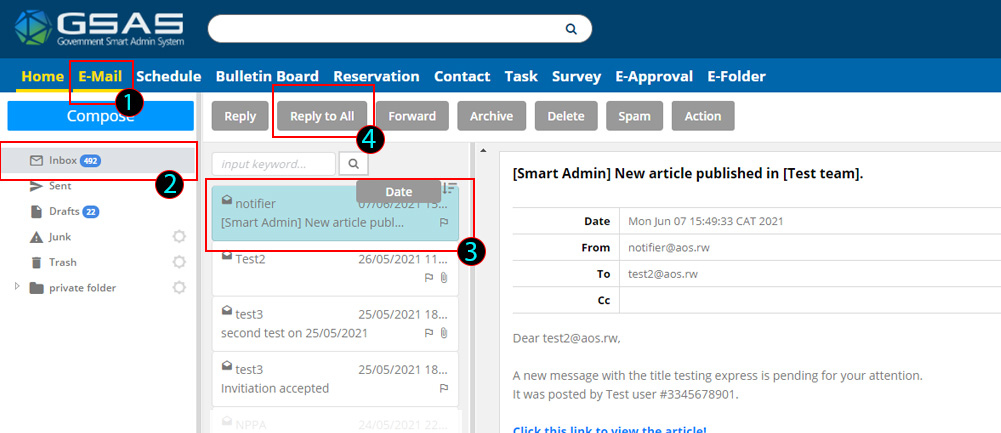 GSAS
Government Smart Admin System
Home E-Mail Schedule Bulletin Board Reservation Contact Task Survey E-Approval E-Folder
1
Compose
Reply Reply to All Forward Archive Delete Spam Action
4
Inbox 492
2
Sent
Drafts 22
Junk
Trash
private folder
input keyword...
Date
notifier 07/06/2021 15...
[Smart Admin] New article publ...
3
Test2 26/05/2021 11...
test3 25/05/2021 18...
second test on 25/05/2021
test3 25/05/2021 18...
Invitiation accepted
NPPA 24/05/2021 22...
[Smart Admin] New article published in [Test team].
Date Mon Jun 07 15:49:33 CAT 2021
From notifier@aos.rw
To test2@aos.rw
Cc
Dear test2@aos.rw,
A new message with the title testing express is pending for your attention.
It was posted by Test user #3345678901.
Click this link to view the article!